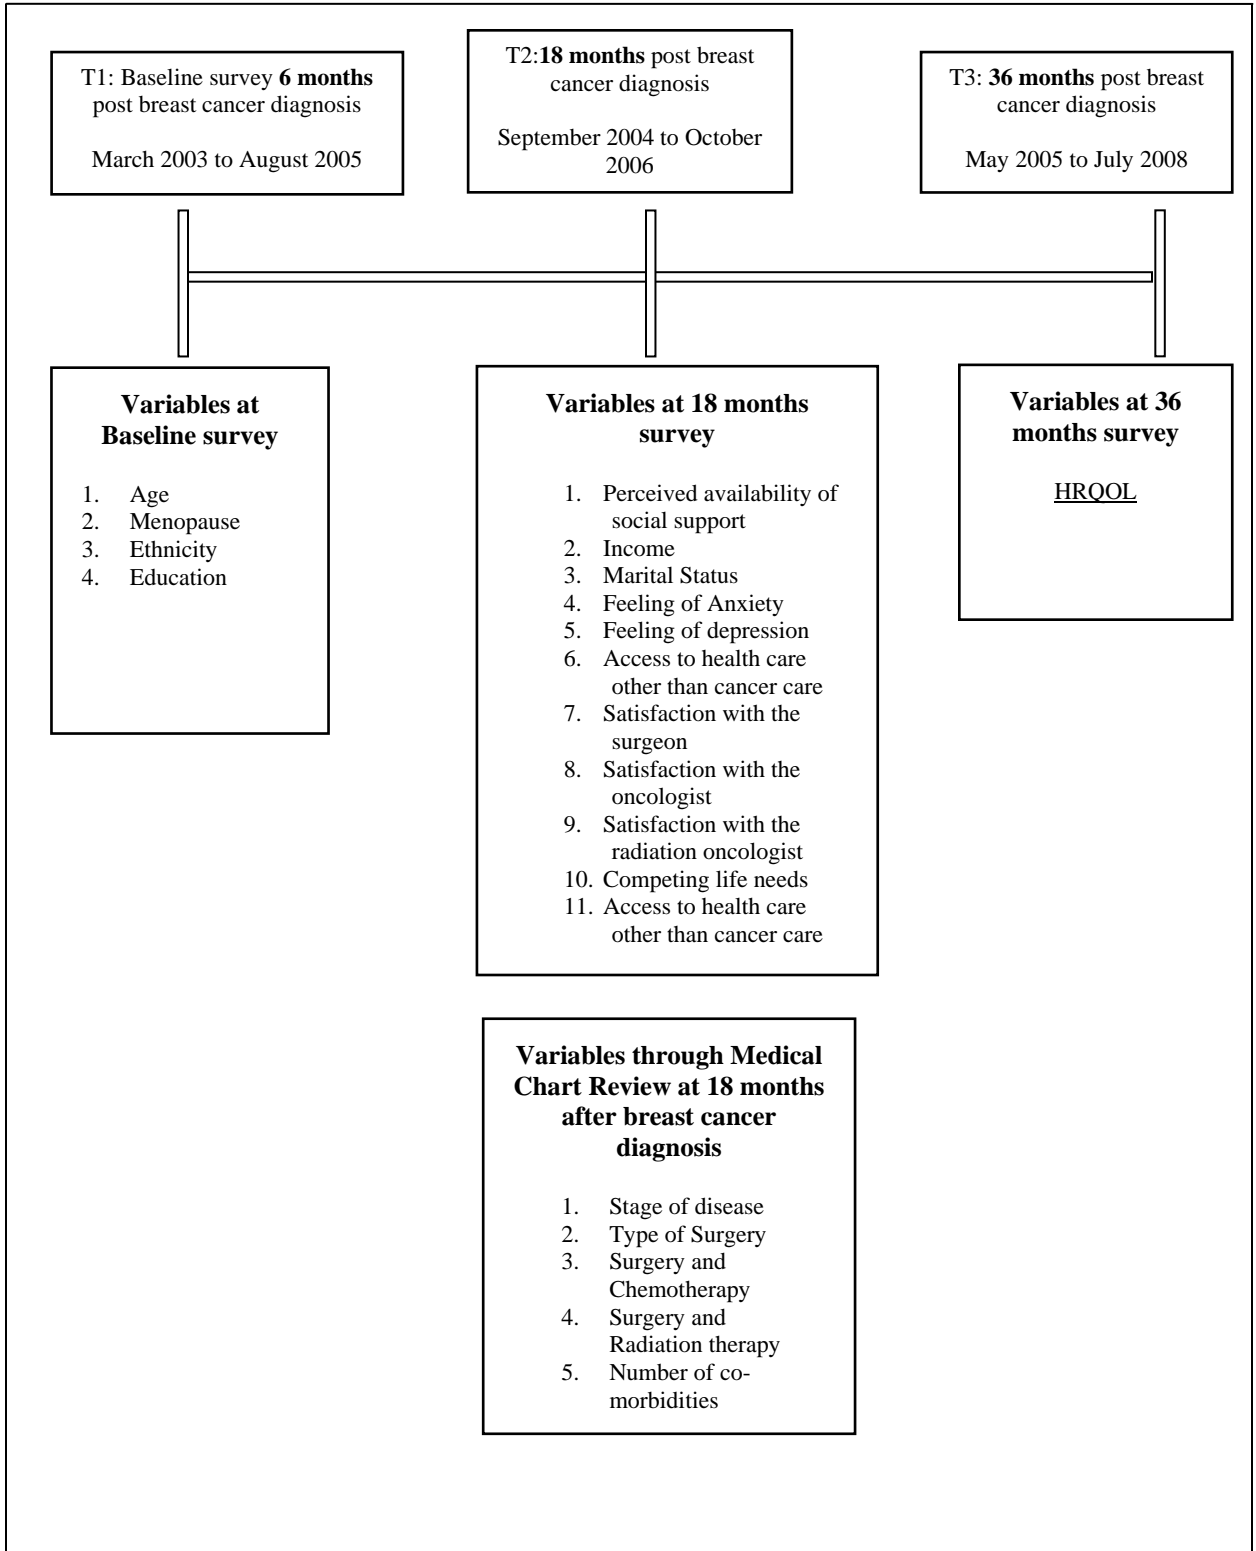 T1: Baseline survey 6 months
post breast cancer diagnosis
March 2003 to August 2005
T2:18 months post breast
cancer diagnosis
September 2004 to October
2006
T3: 36 months post breast
cancer diagnosis
May 2005 to July 2008
Variables at
Baseline survey
1. Age
2. Menopause
3. Ethnicity
4. Education
Variables at 18 months
survey
1. Perceived availability of
social support
2. Income
3. Marital Status
4. Feeling of Anxiety
5. Feeling of depression
6. Access to health care
other than cancer care
7. Satisfaction with the
surgeon
8. Satisfaction with the
oncologist
9. Satisfaction with the
radiation oncologist
10. Competing life needs
11. Access to health care
other than cancer care
Variables at 36
months survey
HRQOL
Variables through Medical
Chart Review at 18 months
after breast cancer
diagnosis
1. Stage of disease
2. Type of Surgery
3. Surgery and
Chemotherapy
4. Surgery and
Radiation therapy
5. Number of co-
morbidities